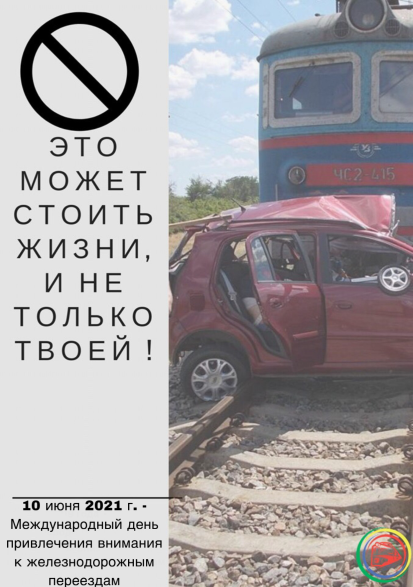 ЭТО
МОЖЕТ
СТОИТЬ
ЖИЗНИ,
И НЕ
ТОЛЬКО
ТВОЕЙ !
ЧС2-415
10 июня 2021 г. -
Международный день
привлечения внимания
к железнодорожным
переездам